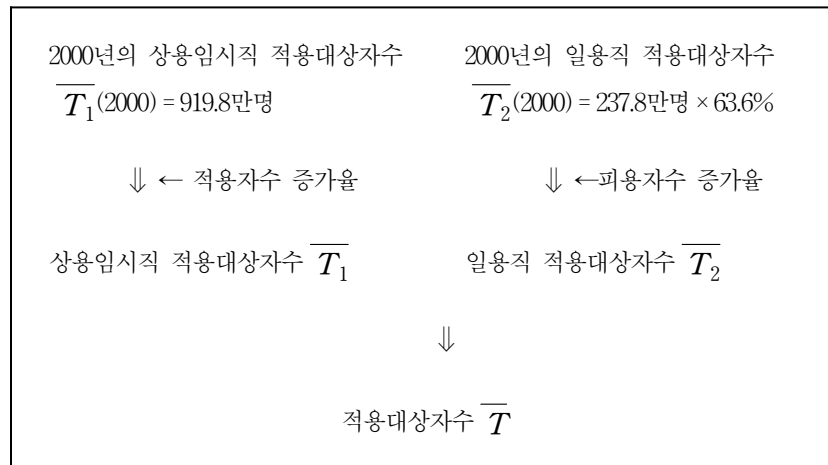 2000년의 상용임시직 적용대상자수
T̅₁(2000) = 919.8만명
⇓ ← 적용자수 증가율
상용임시직 적용대상자수 T̅₁
2000년의 일용직 적용대상자수
T̅₂(2000) = 237.8만명 × 63.6%
⇓ ←피용자수 증가율
일용직 적용대상자수 T̅₂
⇓
적용대상자수 T̅